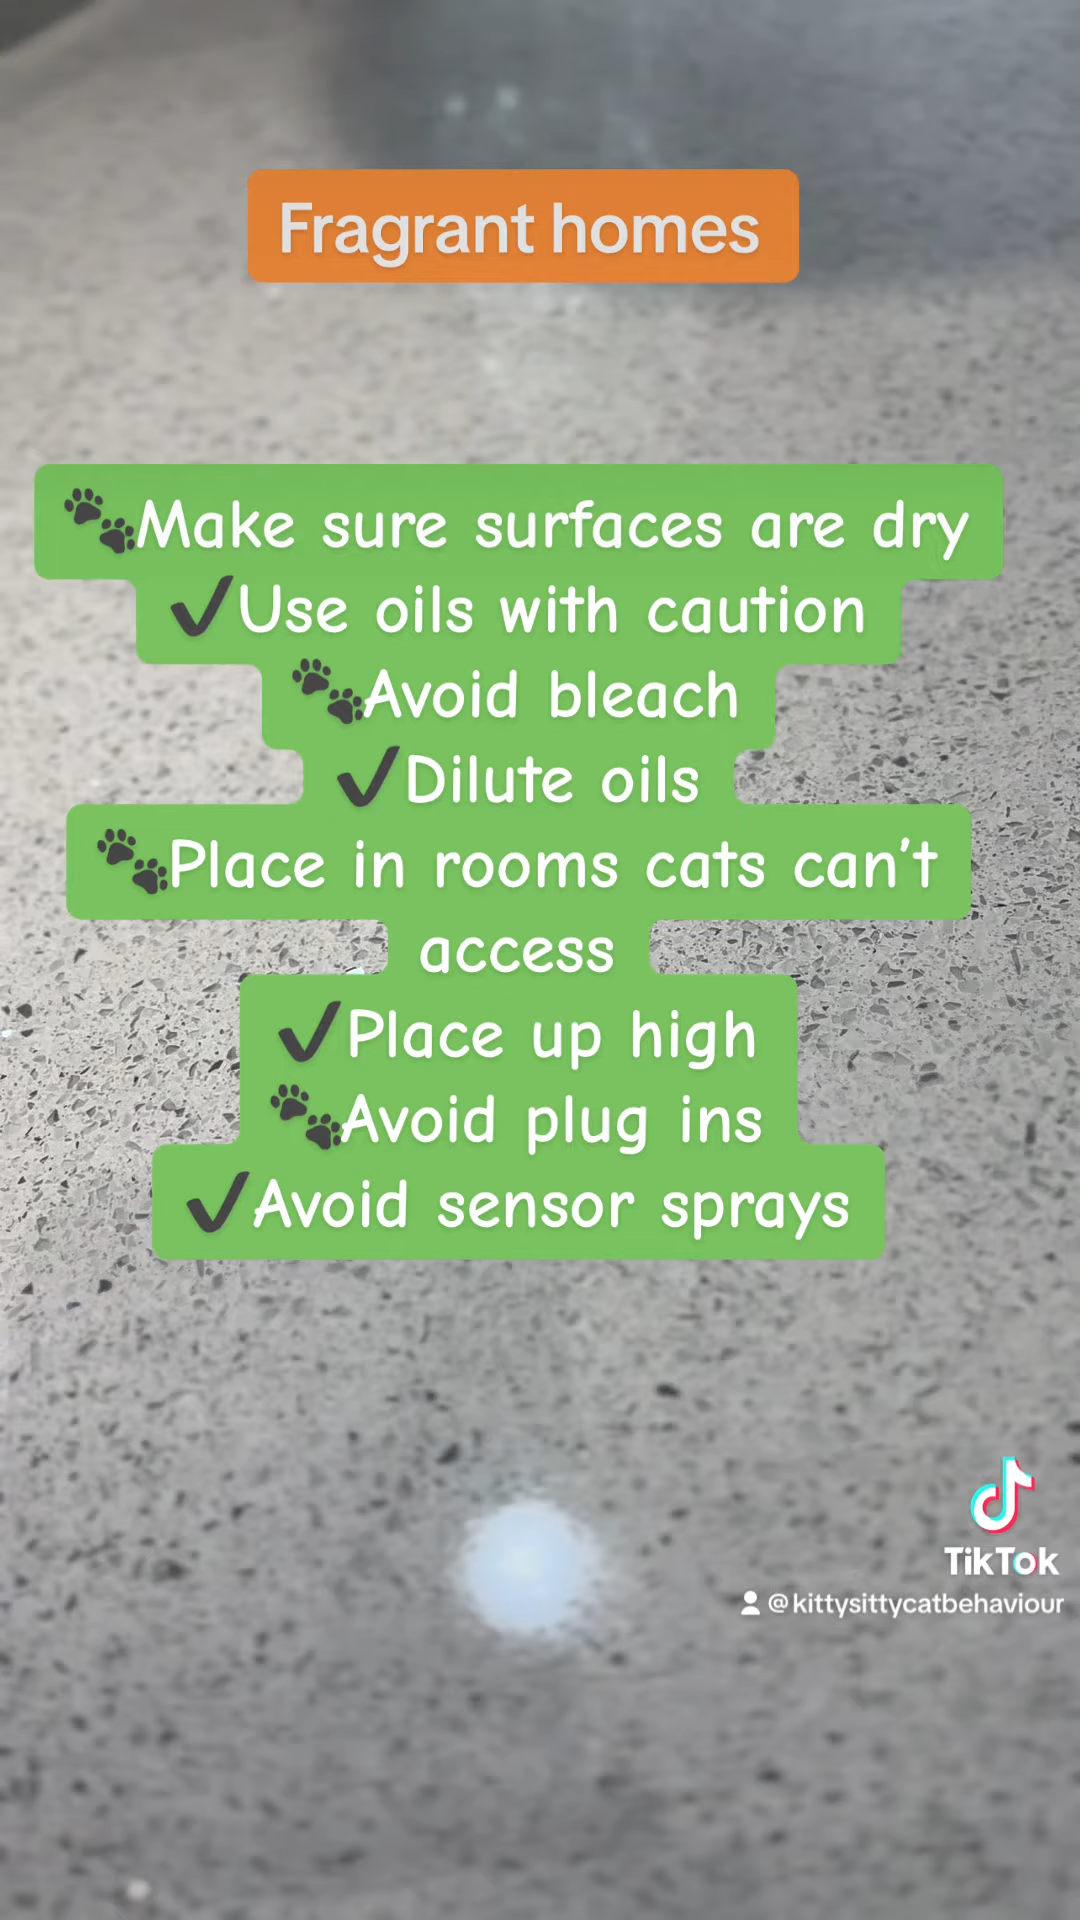 Fragrant homes
🐾Make sure surfaces are dry
✔Use oils with caution
🐾Avoid bleach
✔Dilute oils
🐾Place in rooms cats can't
access
✔Place up high
🐾Avoid plug ins
✔Avoid sensor sprays
TikTok
@kittysittycatbehaviour